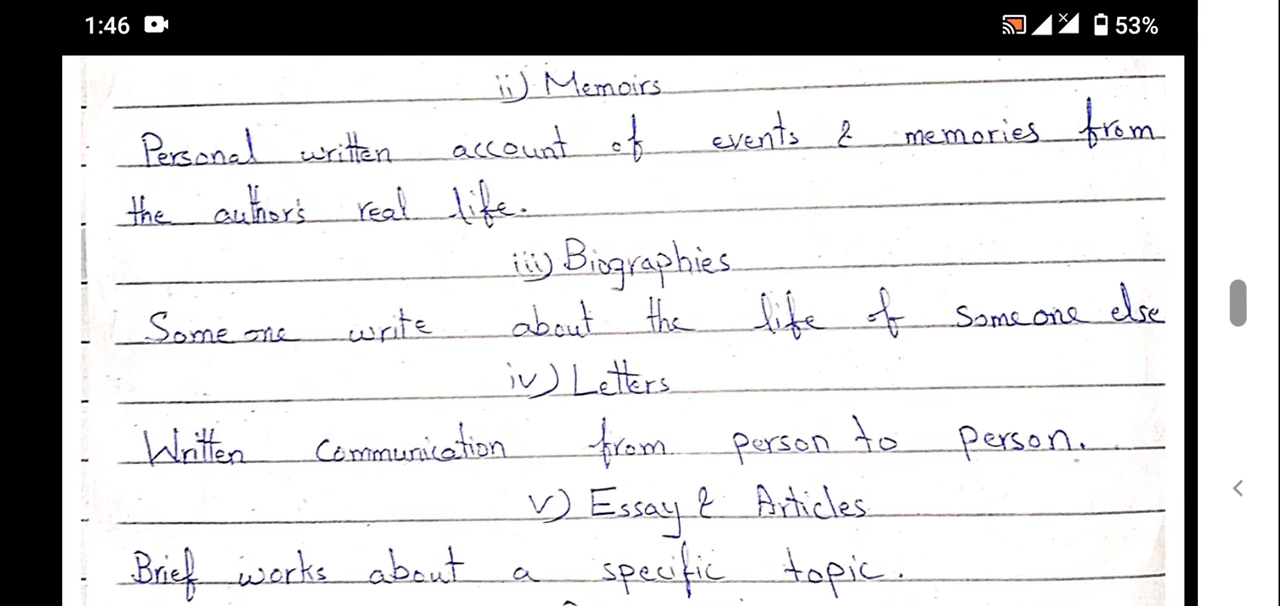 1:46
53%
ii) Memoirs
Personal written account of events & memories from
the author's real life.
iii) Biographies
Some one write about the life of some one else
iv) Letters
Written Communication from person to person.
v) Essay & Articles
Brief works about a specific topic.